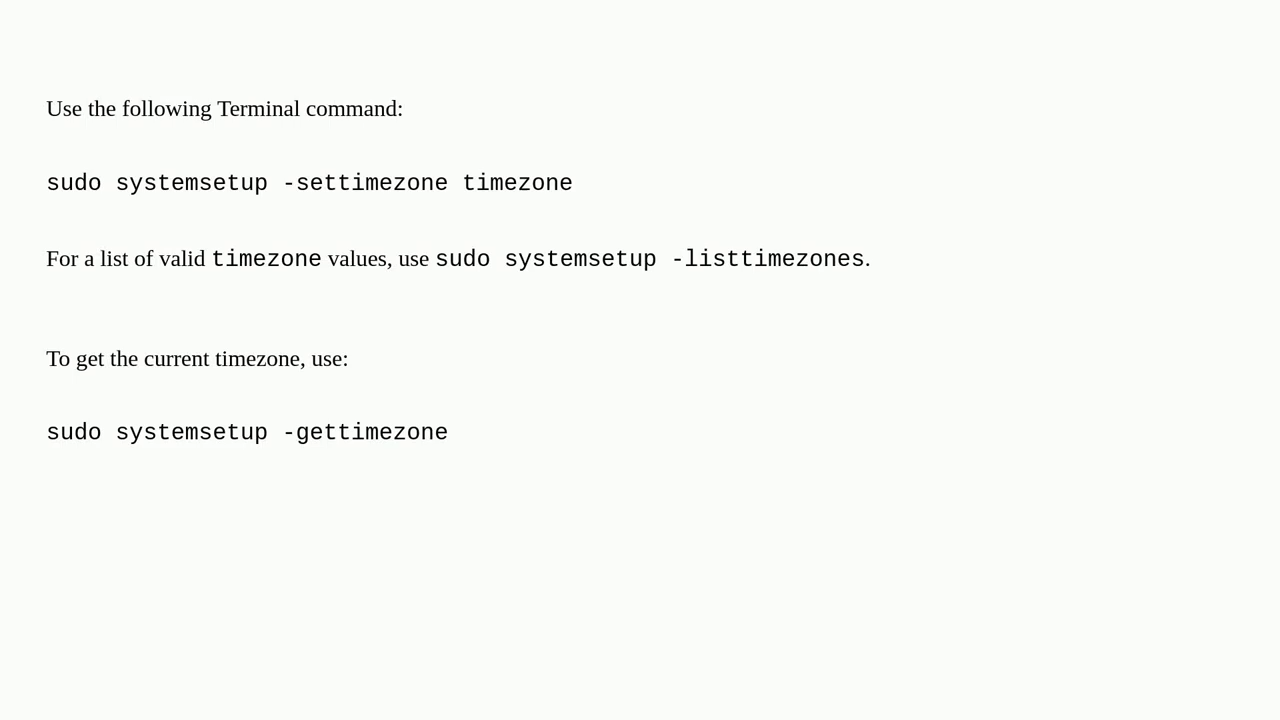 Use the following Terminal command:
sudo systemsetup -settimezone timezone
For a list of valid timezone values, use sudo systemsetup -listtimezones.
To get the current timezone, use:
sudo systemsetup -gettimezone